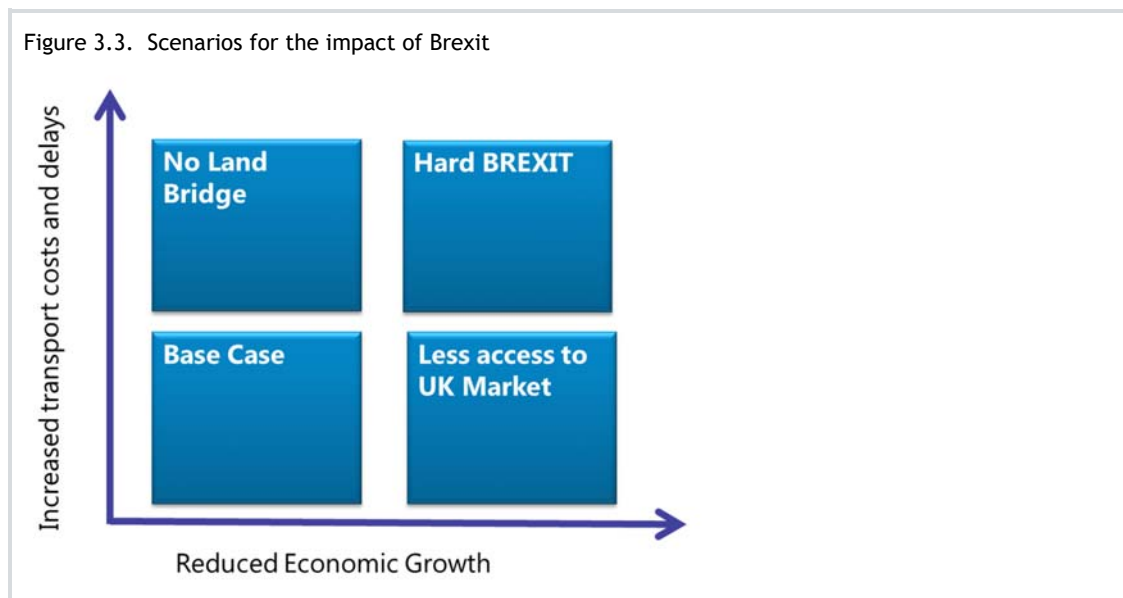 Figure 3.3. Scenarios for the impact of Brexit
Increased transport costs and delays
No Land
Bridge
Hard BREXIT
Base Case
Less access to
UK Market
Reduced Economic Growth